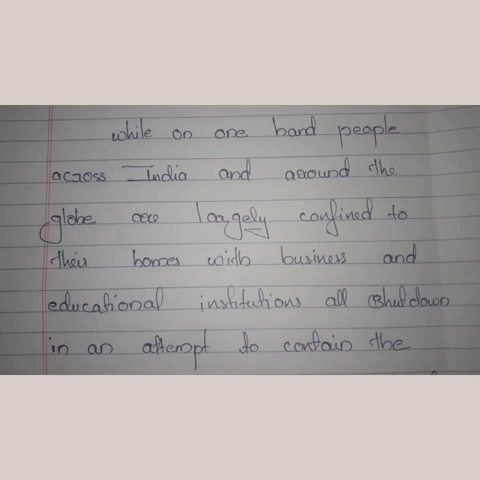 while on one hand people
across India and around the
globe are largely confined to
their homes with business and
educational institutions all shutdown
in an attempt to contain the